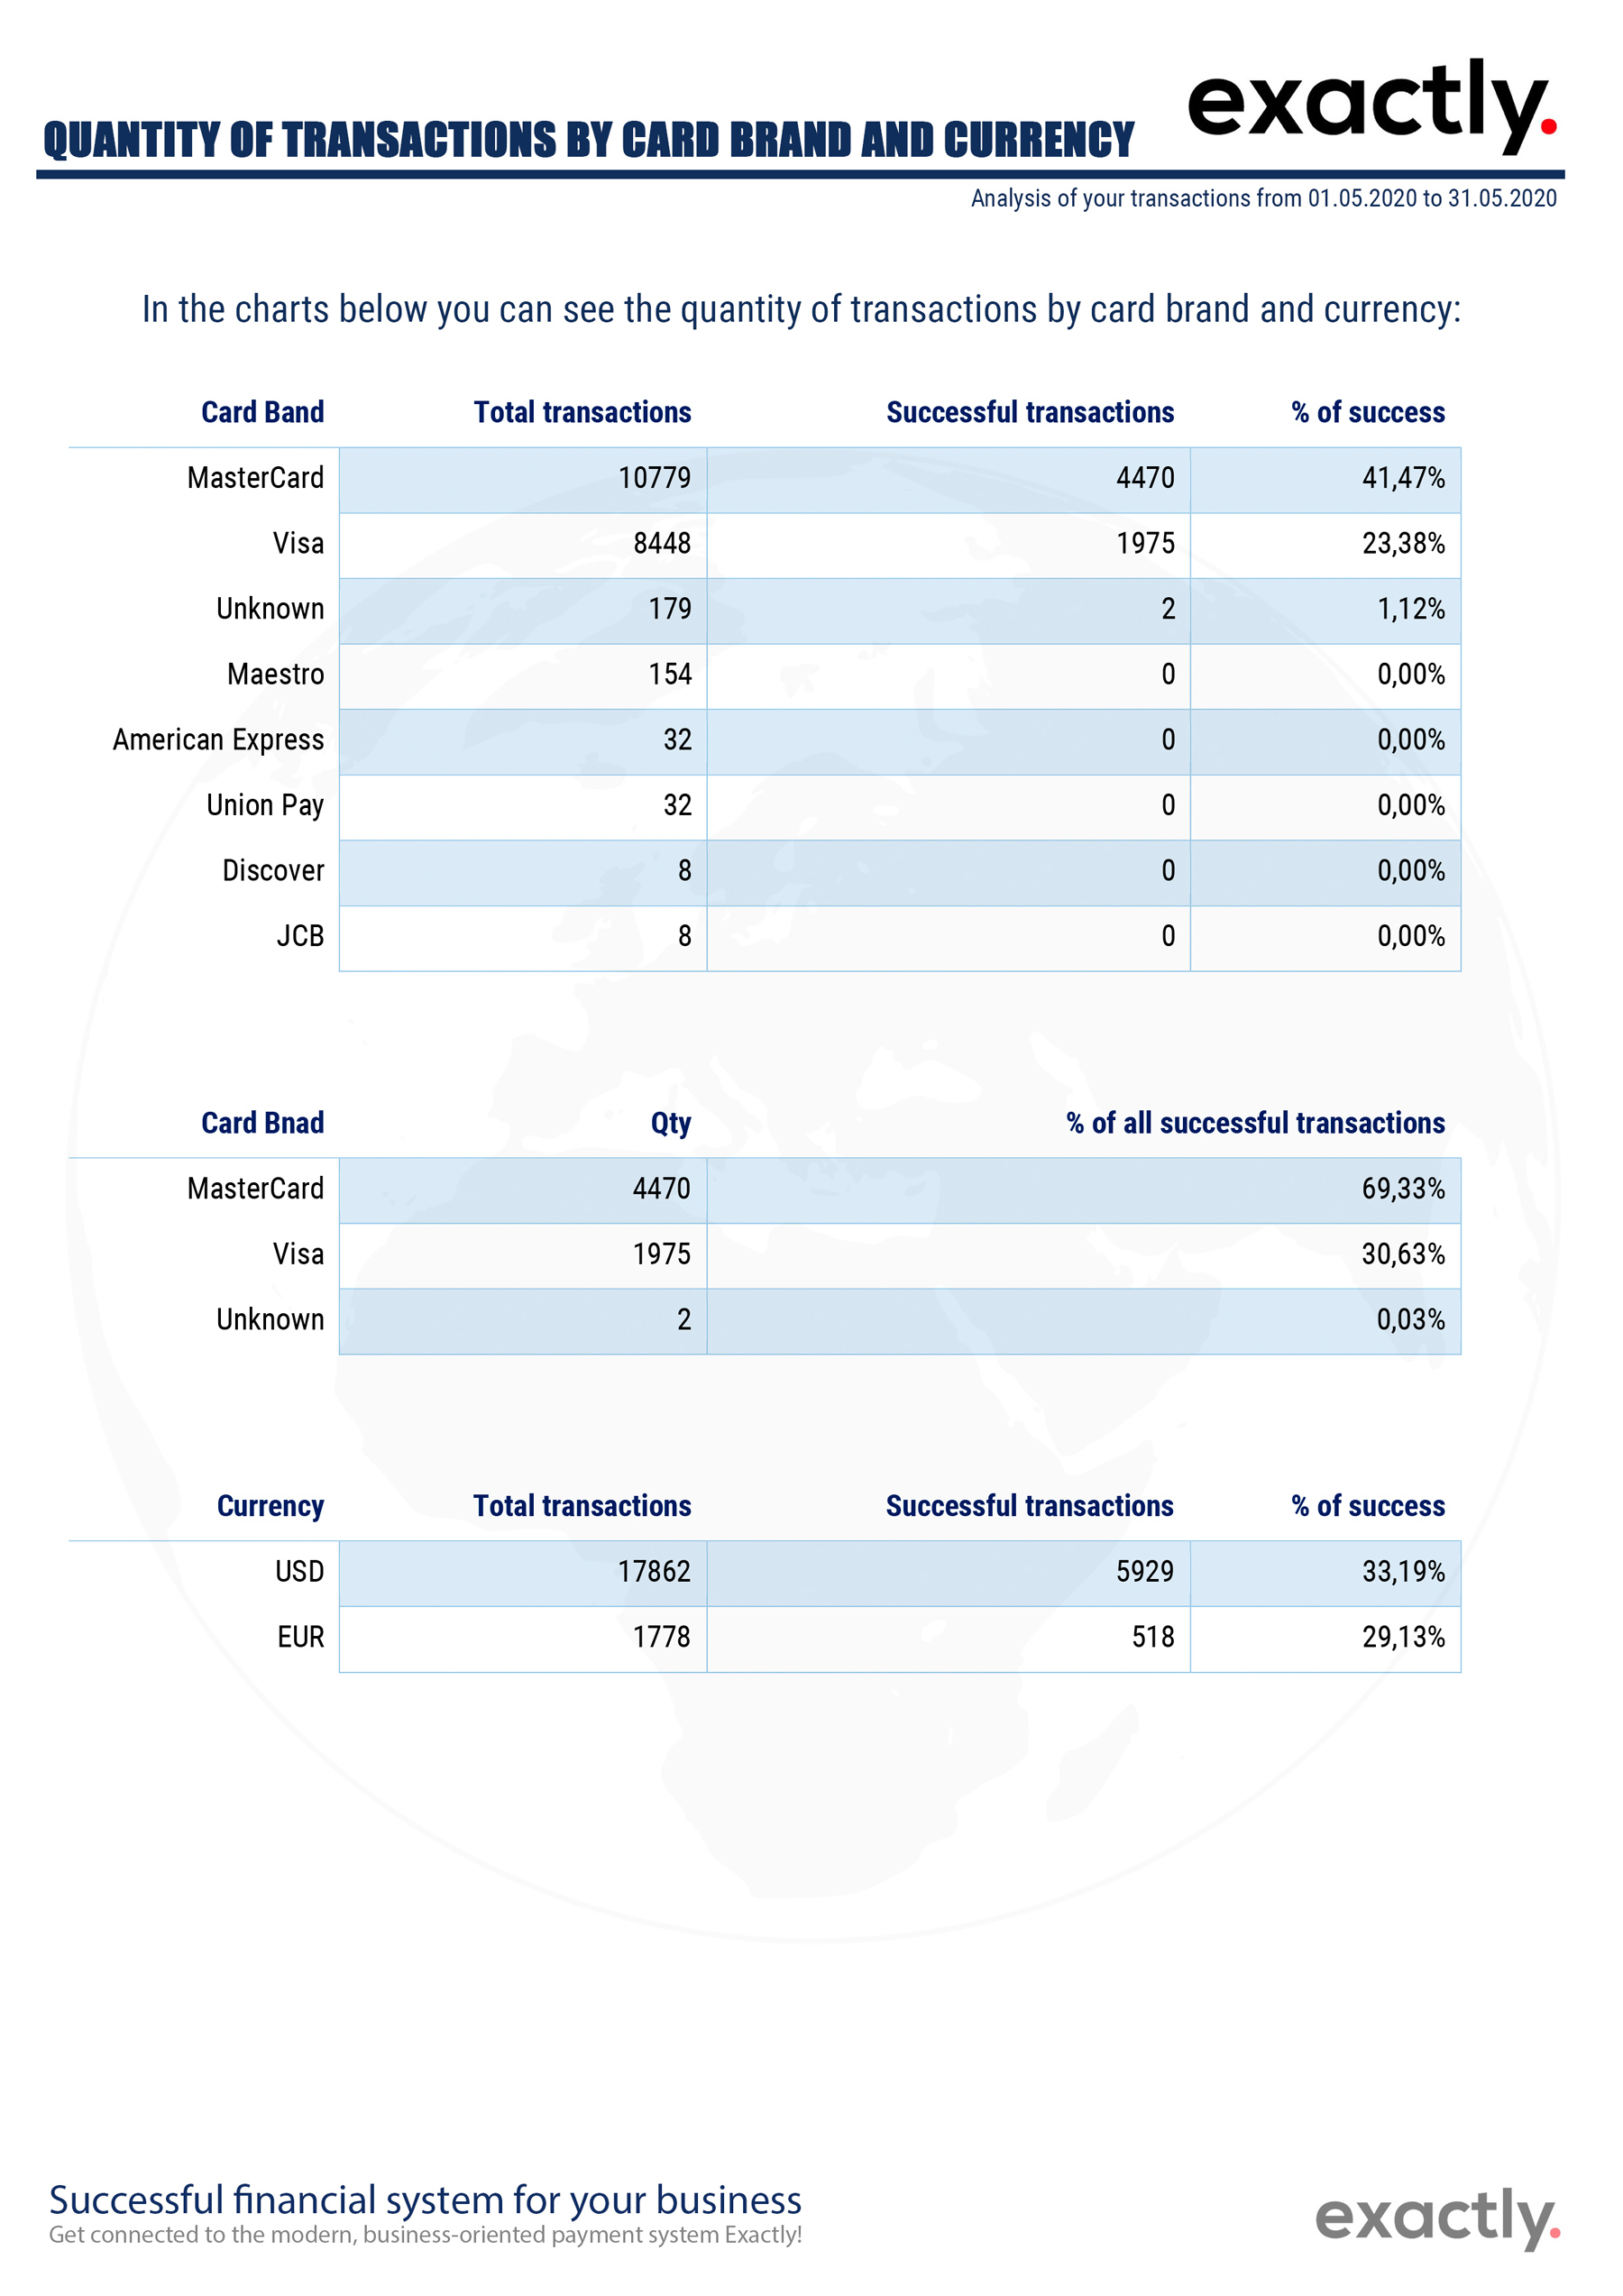 exactly.
QUANTITY OF TRANSACTIONS BY CARD BRAND AND CURRENCY
Analysis of your transactions from 01.05.2020 to 31.05.2020
In the charts below you can see the quantity of transactions by card brand and currency:
Card Band Total transactions Successful transactions % of success
MasterCard 10779 4470 41,47%
Visa 8448 1975 23,38%
Unknown 179 2 1,12%
Maestro 154 0 0,00%
American Express 32 0 0,00%
Union Pay 32 0 0,00%
Discover 8 0 0,00%
JCB 8 0 0,00%
Card Bnad Qty % of all successful transactions
MasterCard 4470 69,33%
Visa 1975 30,63%
Unknown 2 0,03%
Currency Total transactions Successful transactions % of success
USD 17862 5929 33,19%
EUR 1778 518 29,13%
Successful financial system for your business
Get connected to the modern, business-oriented payment system Exactly!
exactly.